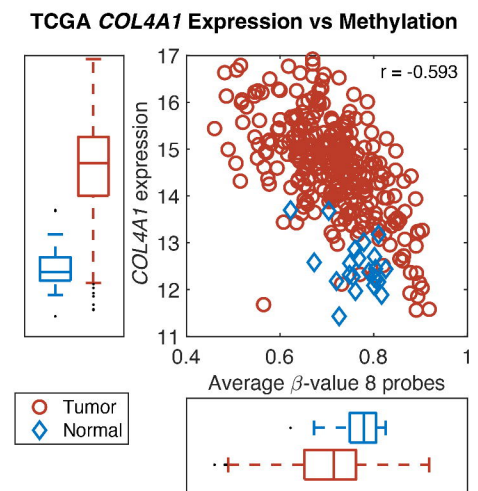 TCGA COL4A1 Expression vs Methylation
r = -0.593
COL4A1 expression
17
16
15
14
13
12
11
0.4 0.6 0.8 1
Average β-value 8 probes
Tumor
Normal